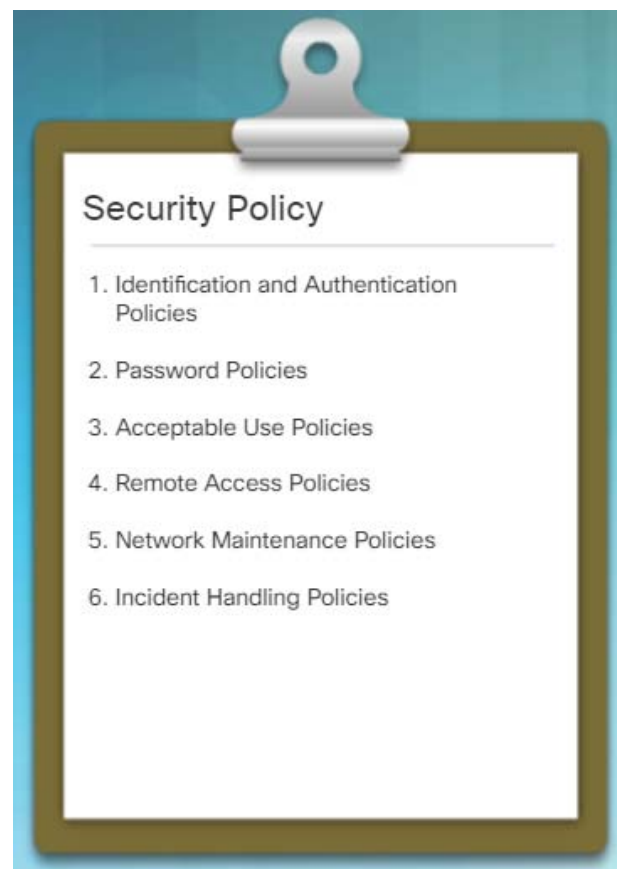 Security Policy
1. Identification and Authentication
Policies
2. Password Policies
3. Acceptable Use Policies
4. Remote Access Policies
5. Network Maintenance Policies
6. Incident Handling Policies